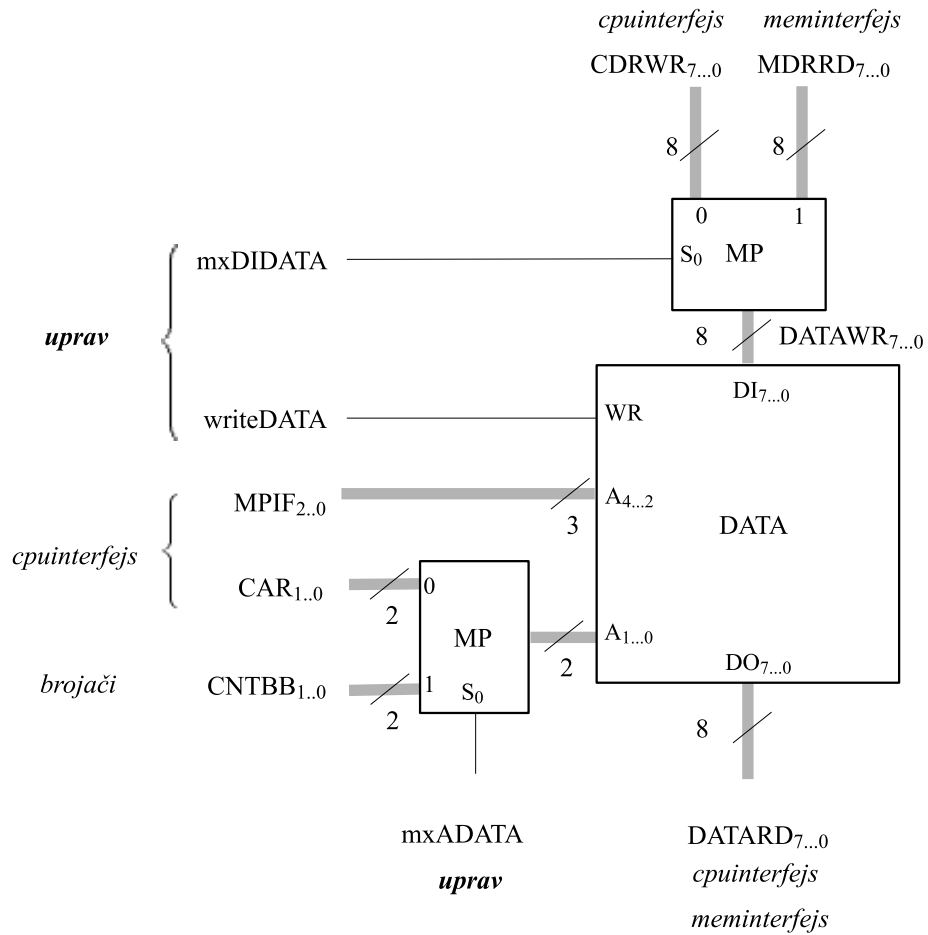 cpuinterfejs meminterfejs
CDRWR7...0 MDRRD7...0
8 8
0 1
mxDIDATA S0 MP
uprav 8 DATAWR7...0
DI7...0
writeDATA WR
MPIF2..0 A4...2
3 DATA
cpuinterfejs
CAR1..0 0
2
MP A1...0
2
DO7...0
brojači CNTBB1..0 1
S0
2 8
mxADATA DATARD7...0
uprav cpuinterfejs
meminterfejs